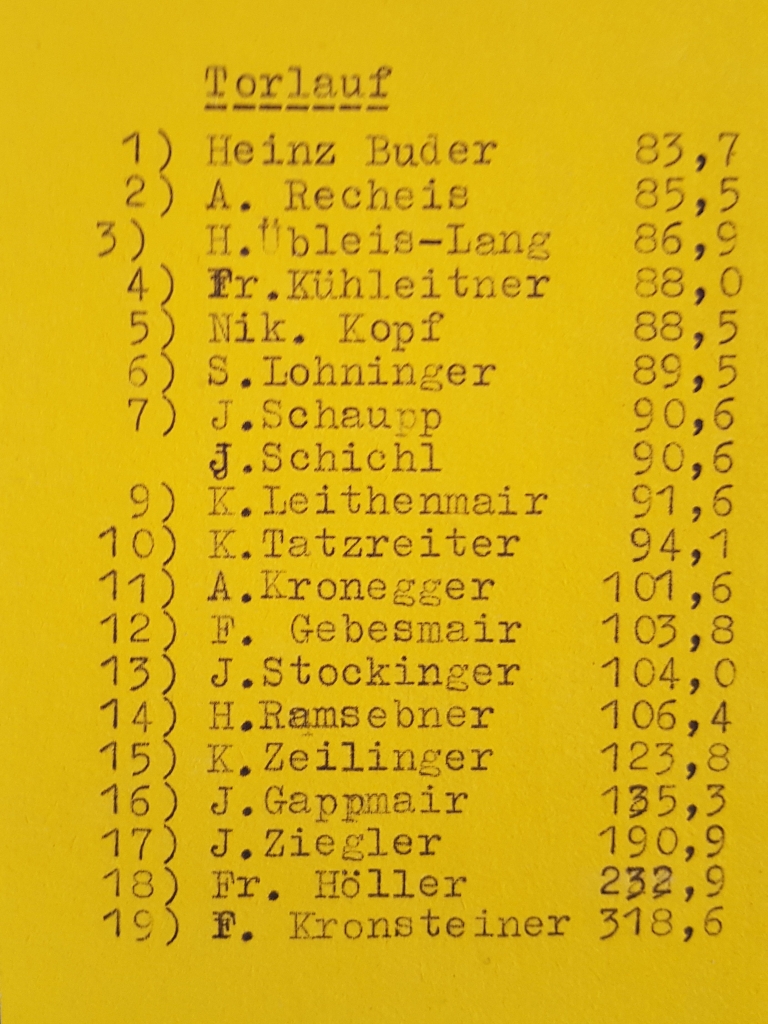 Torlauf
1) Heinz Buder 83,7
2) A. Recheis 85,5
3) H.Übleis-Lang 86,9
4) Fr.Kühleitner 88,0
5) Nik. Kopf 88,5
6) S.Lohninger 89,5
7) J.Schaupp 90,6
J.Schichl 90,6
9) K.Leithenmair 91,6
10) K.Tatzreiter 94,1
11) A.Kronegger 101,6
12) F. Gebesmair 103,8
13) J.Stockinger 104,0
14) H.Ramsebner 106,4
15) K.Zeilinger 123,8
16) J.Gappmair 135,3
17) J.Ziegler 190,9
18) Fr. Höller 232,9
19) F. Kronsteiner 318,6